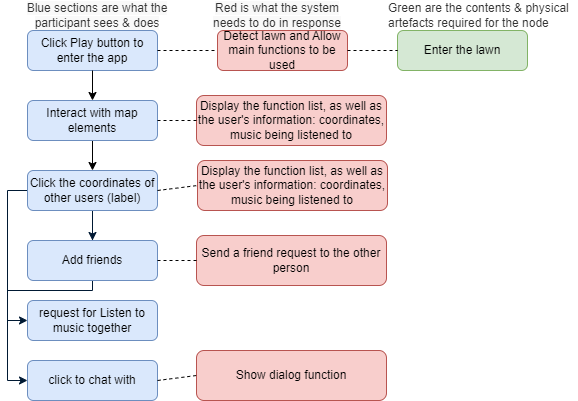 Blue sections are what the
participant sees & does
Red is what the system
needs to do in response
Green are the contents & physical
artefacts required for the node
Click Play button to
enter the app
Detect lawn and Allow
main functions to be
used
Enter the lawn
Interact with map
elements
Display the function list, as well as
the user's information: coordinates,
music being listened to
Click the coordinates of
other users (label)
Display the function list, as well as
the user's information: coordinates,
music being listened to
Add friends
Send a friend request to the other
person
request for Listen to
music together
click to chat with
Show dialog function